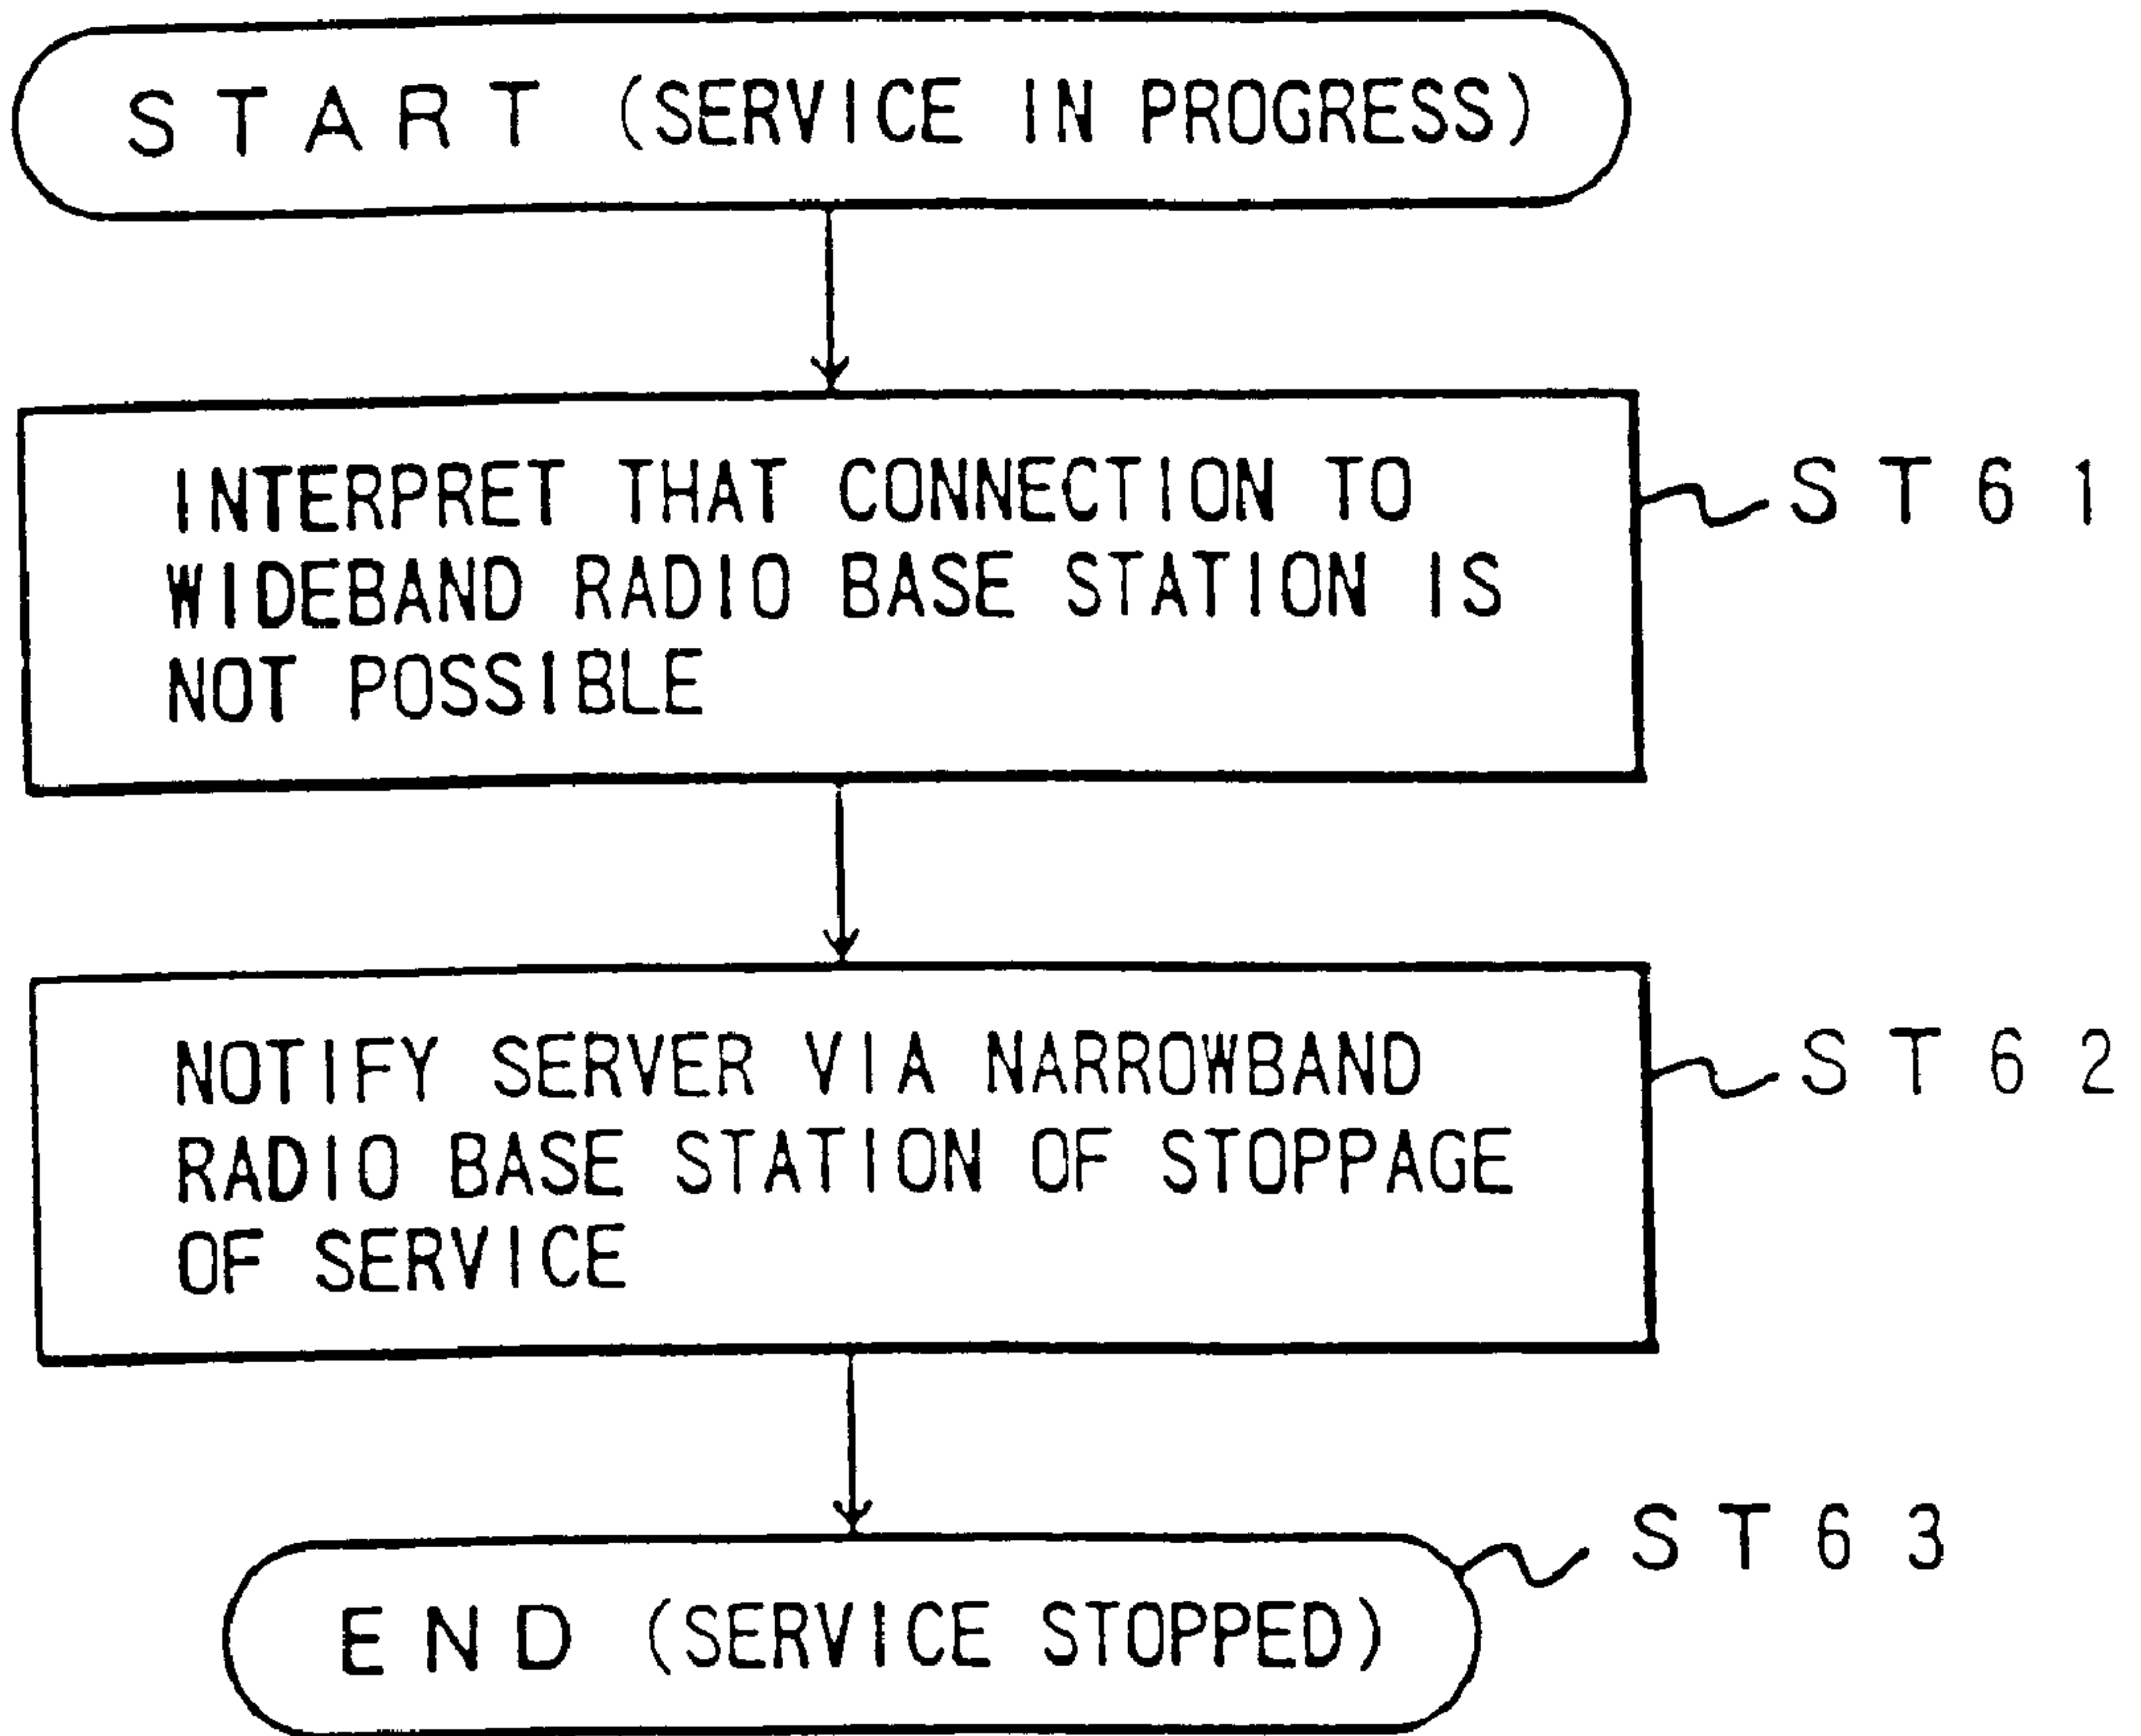 START (SERVICE IN PROGRESS)
INTERPRET THAT CONNECTION TO
WIDEBAND RADIO BASE STATION IS
NOT POSSIBLE
ST61
NOTIFY SERVER VIA NARROWBAND
RADIO BASE STATION OF STOPPAGE
OF SERVICE
ST62
END (SERVICE STOPPED)
ST63